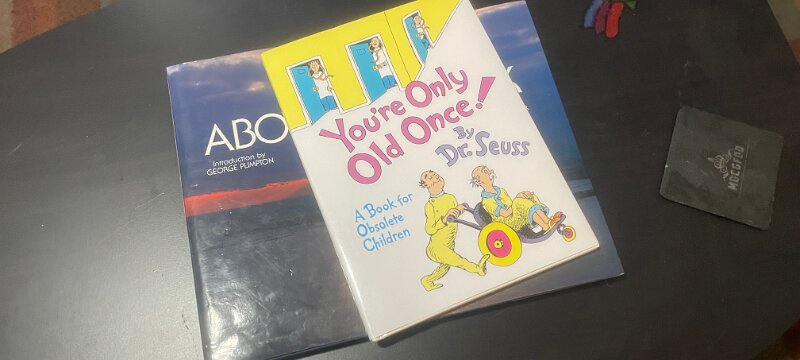 You're Only
Old Once!
By
Dr. Seuss
A Book for
Obsolete
Children
ABO
Introduction by
GEORGE PLIMPTON